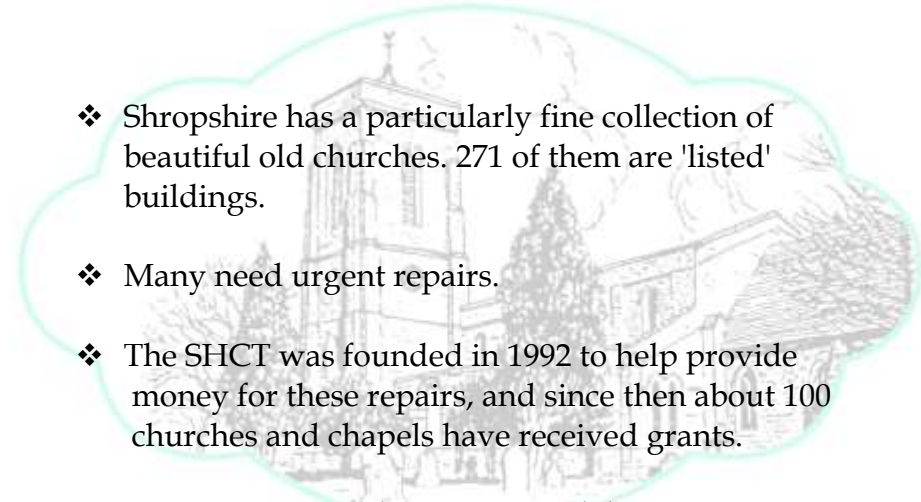 ❖ Shropshire has a particularly fine collection of
beautiful old churches. 271 of them are 'listed'
buildings.
❖ Many need urgent repairs.
❖ The SHCT was founded in 1992 to help provide
money for these repairs, and since then about 100
churches and chapels have received grants.